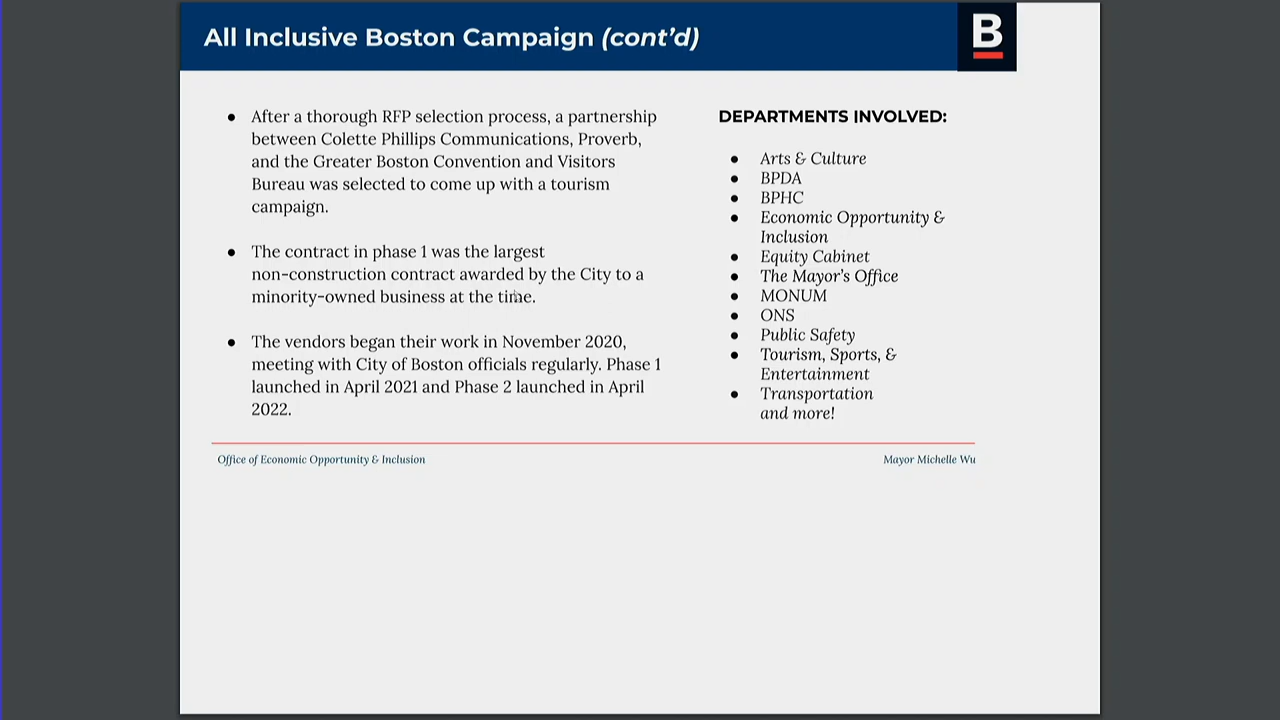 All Inclusive Boston Campaign (cont'd)
B
● After a thorough RFP selection process, a partnership
between Colette Phillips Communications, Proverb,
and the Greater Boston Convention and Visitors
Bureau was selected to come up with a tourism
campaign.
● The contract in phase 1 was the largest
non-construction contract awarded by the City to a
minority-owned business at the time.
● The vendors began their work in November 2020,
meeting with City of Boston officials regularly. Phase 1
launched in April 2021 and Phase 2 launched in April
2022.
DEPARTMENTS INVOLVED:
● Arts & Culture
● BPDA
● BPHC
● Economic Opportunity &
Inclusion
● Equity Cabinet
● The Mayor's Office
● MONUM
● ONS
● Public Safety
● Tourism, Sports, &
Entertainment
● Transportation
and more!
Office of Economic Opportunity & Inclusion
Mayor Michelle Wu